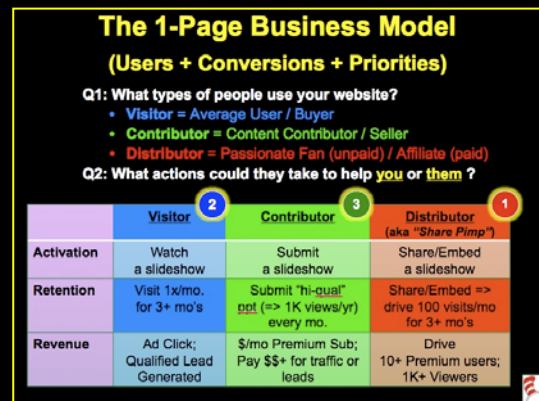 The 1-Page Business Model
(Users + Conversions + Priorities)
Q1: What types of people use your website?
• Visitor = Average User / Buyer
• Contributor = Content Contributor / Seller
• Distributor = Passionate Fan (unpaid) / Affiliate (paid)
Q2: What actions could they take to help you or them ?
2
3
1
Visitor
Contributor
Distributor
(aka "Share Pimp")
Activation
Watch
a slideshow
Submit
a slideshow
Share/Embed
a slideshow
Retention
Visit 1x/mo.
for 3+ mo's
Submit "hi-qual"
ppt (=> 1K views/yr)
every mo.
Share/Embed =>
drive 100 visits/mo
for 3+ mo's
Revenue
Ad Click;
Qualified Lead
Generated
$/mo Premium Sub;
Pay $$+ for traffic or
leads
Drive
10+ Premium users;
1K+ Viewers